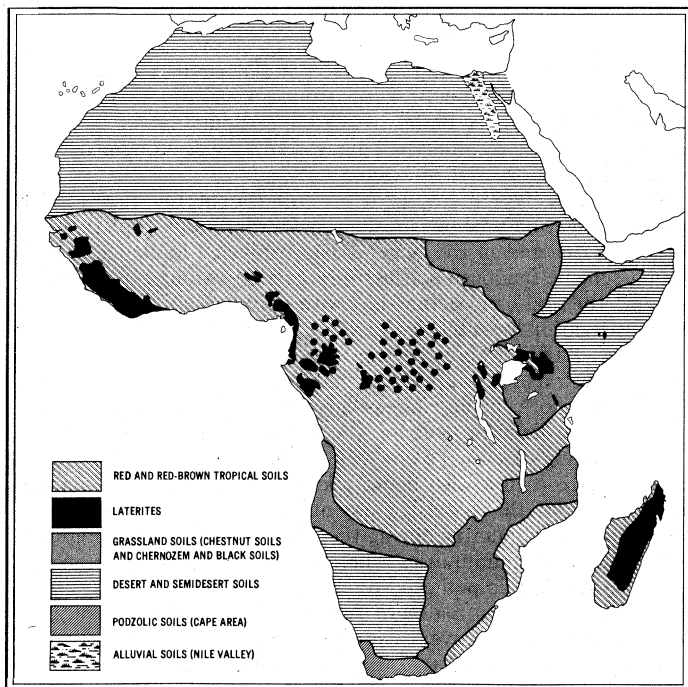 RED AND RED-BROWN TROPICAL SOILS
LATERITES
GRASSLAND SOILS (CHESTNUT SOILS
AND CHERNOZEM AND BLACK SOILS)
DESERT AND SEMIDESERT SOILS
PODZOLIC SOILS (CAPE AREA)
ALLUVIAL SOILS (NILE VALLEY)